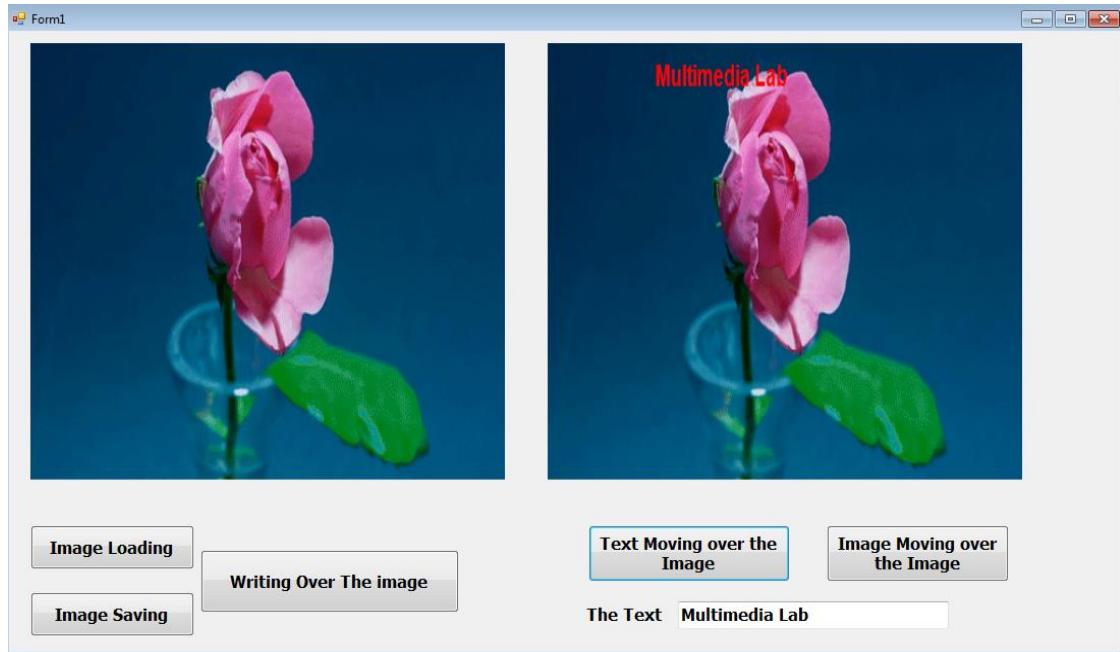 Form1
Multimedia Lab
Image Loading
Writing Over The image
Image Saving
Text Moving over the
Image
Image Moving over
the Image
The Text
Multimedia Lab